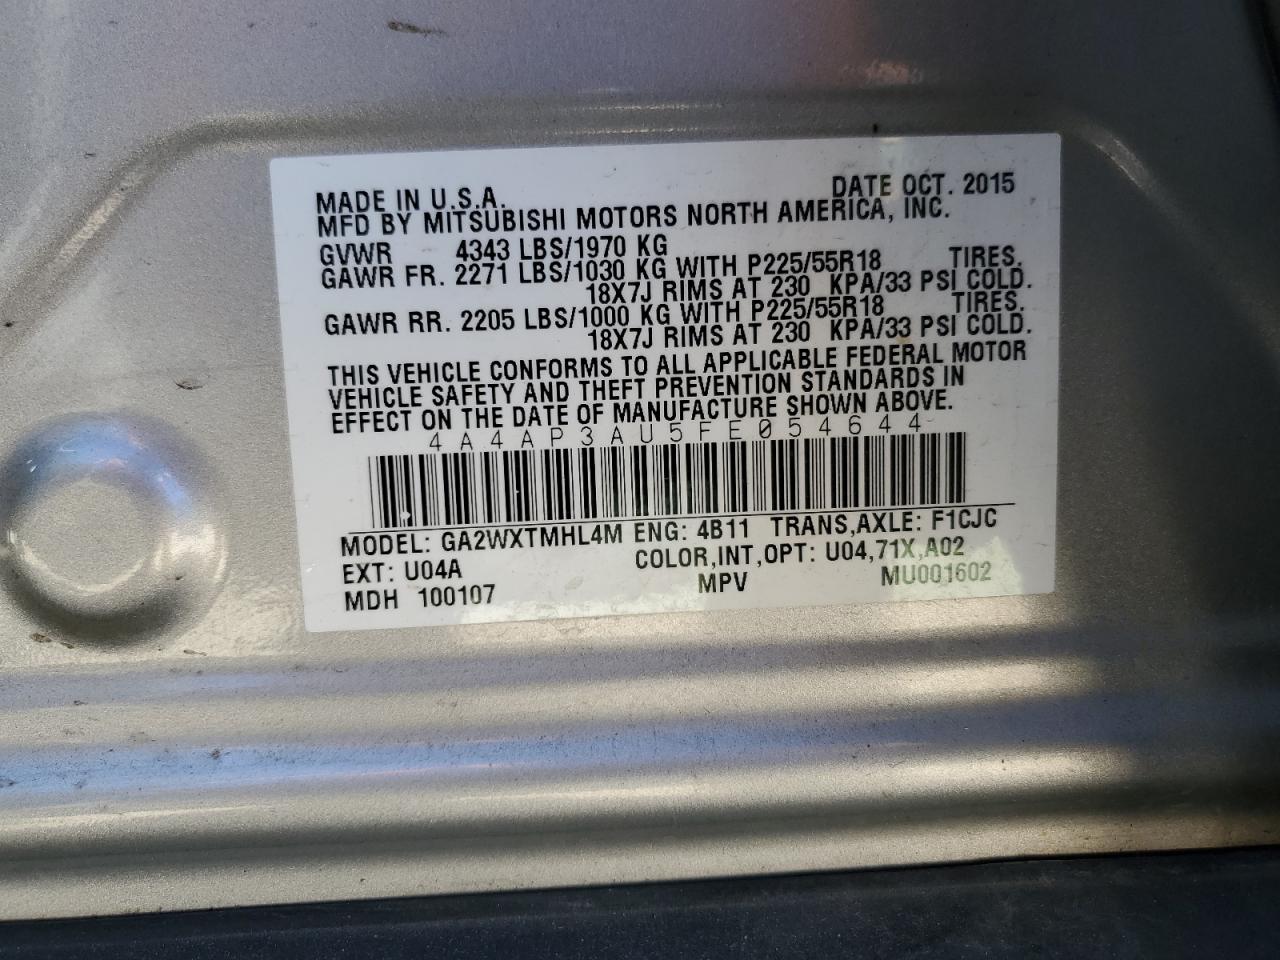 MADE IN U.S.A. DATE OCT. 2015
MFD BY MITSUBISHI MOTORS NORTH AMERICA, INC.
GVWR 4343 LBS/1970 KG
GAWR FR. 2271 LBS/1030 KG WITH P225/55R18 TIRES.
18X7J RIMS AT 230 KPA/33 PSI COLD.
GAWR RR. 2205 LBS/1000 KG WITH P225/55R18 TIRES.
18X7J RIMS AT 230 KPA/33 PSI COLD.
THIS VEHICLE CONFORMS TO ALL APPLICABLE FEDERAL MOTOR
VEHICLE SAFETY AND THEFT PREVENTION STANDARDS IN
EFFECT ON THE DATE OF MANUFACTURE SHOWN ABOVE.
4A4AP3AU5FE054644
MODEL: GA2WXTMHL4M ENG: 4B11 TRANS,AXLE: F1CJC
EXT: U04A COLOR,INT,OPT: U04,71X,A02
MDH 100107 MPV MU001602